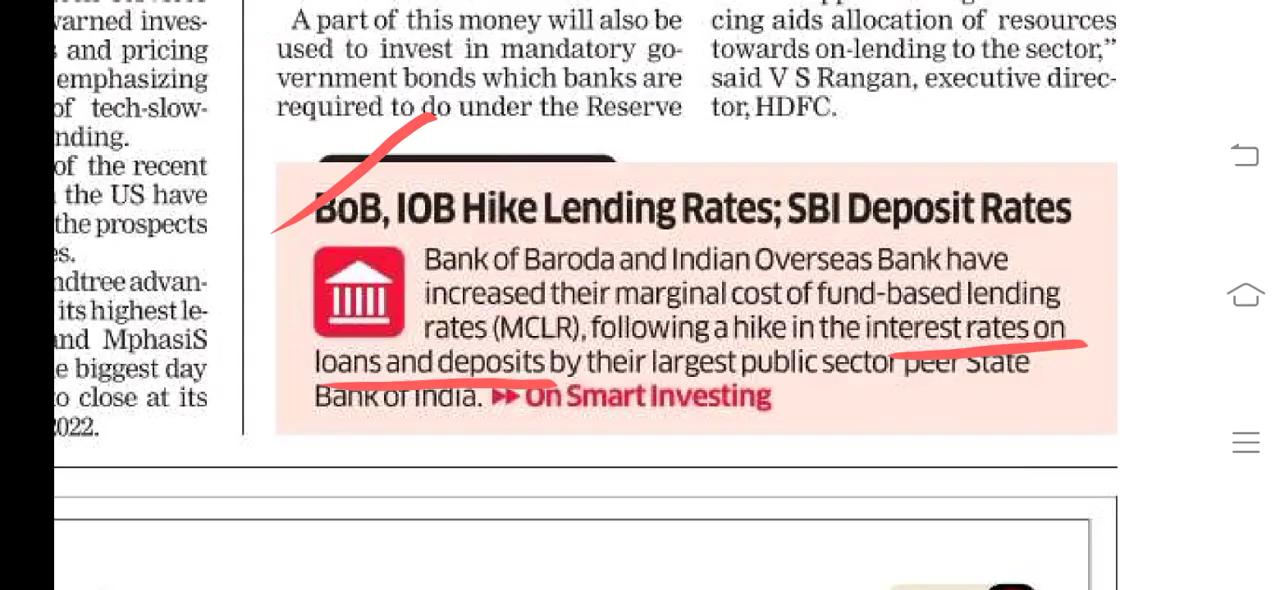 warned inves-
and pricing
emphasizing
of tech-slow-
nding.
of the recent
the US have
the prospects
es.
ndtree advan-
its highest le-
and MphasiS
e biggest day
to close at its
2022.
A part of this money will also be
used to invest in mandatory go-
vernment bonds which banks are
required to do under the Reserve
cing aids allocation of resources
towards on-lending to the sector,”
said V S Rangan, executive direc-
tor, HDFC.
BoB, IOB Hike Lending Rates; SBI Deposit Rates
Bank of Baroda and Indian Overseas Bank have
increased their marginal cost of fund-based lending
rates (MCLR), following a hike in the interest rates on
loans and deposits by their largest public sector peer State
Bank of India. On Smart Investing